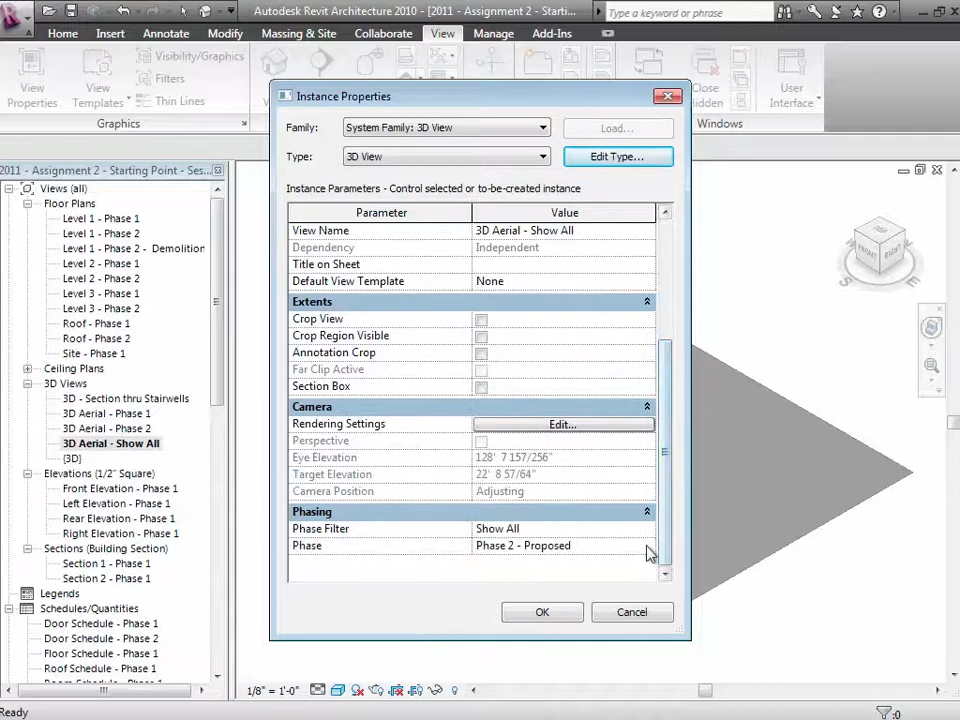 Autodesk Revit Architecture 2010 - [2011 - Assignment 2 - Starti...
Type a keyword or phrase
Home Insert Annotate Modify Massing & Site Collaborate View Manage Add-Ins
View Properties
View Templates
Visibility/Graphics
Filters
Thin Lines
Close Hidden
User Interface
Graphics
Windows
Instance Properties
Family: System Family: 3D View Load...
Type: 3D View Edit Type...
Instance Parameters - Control selected or to-be-created instance
Parameter Value
View Name 3D Aerial - Show All
Dependency Independent
Title on Sheet
Default View Template None
Extents
Crop View
Crop Region Visible
Annotation Crop
Far Clip Active
Section Box
Camera
Rendering Settings Edit...
Perspective
Eye Elevation 128' 7 157/256"
Target Elevation 22' 8 57/64"
Camera Position Adjusting
Phasing
Phase Filter Show All
Phase Phase 2 - Proposed
OK Cancel
2011 - Assignment 2 - Starting Point - Ses...
Views (all)
Floor Plans
Level 1 - Phase 1
Level 1 - Phase 2
Level 1 - Phase 2 - Demolition
Level 2 - Phase 1
Level 2 - Phase 2
Level 3 - Phase 1
Level 3 - Phase 2
Roof - Phase 1
Roof - Phase 2
Site - Phase 1
Ceiling Plans
3D Views
3D - Section thru Stairwells
3D Aerial - Phase 1
3D Aerial - Phase 2
3D Aerial - Show All
{3D}
Elevations (1/2" Square)
Front Elevation - Phase 1
Left Elevation - Phase 1
Rear Elevation - Phase 1
Right Elevation - Phase 1
Sections (Building Section)
Section 1 - Phase 1
Section 2 - Phase 1
Legends
Schedules/Quantities
Door Schedule - Phase 1
Door Schedule - Phase 2
Floor Schedule - Phase 1
Roof Schedule - Phase 1
TOP
FRONT
RIGHT
W
S
E
1/8" = 1'-0"
Ready
:0